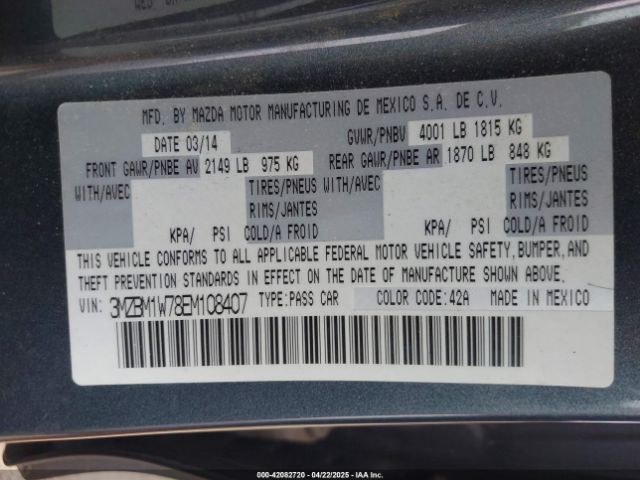 MFD. BY MAZDA MOTOR MANUFACTURING DE MEXICO S.A. DE C.V.
DATE 03/14 GVWR/PNBV 4001 LB 1815 KG
FRONT GAWR/PNBE AV 2149 LB 975 KG REAR GAWR/PNBE AR 1870 LB 848 KG
WITH/AVEC TIRES/PNEUS WITH/AVEC TIRES/PNEUS
RIMS/JANTES RIMS/JANTES
KPA/ PSI COLD/A FROID KPA/ PSI COLD/A FROID
THIS VEHICLE CONFORMS TO ALL APPLICABLE FEDERAL MOTOR VEHICLE SAFETY, BUMPER, AND
THEFT PREVENTION STANDARDS IN EFFECT ON THE DATE OF MANUFACTURE SHOWN ABOVE.
VIN: 3MZBM1W78EM108407 TYPE:PASS CAR COLOR CODE:42A MADE IN MEXICO
000-42082720 - 04/22/2025 - IAA Inc.